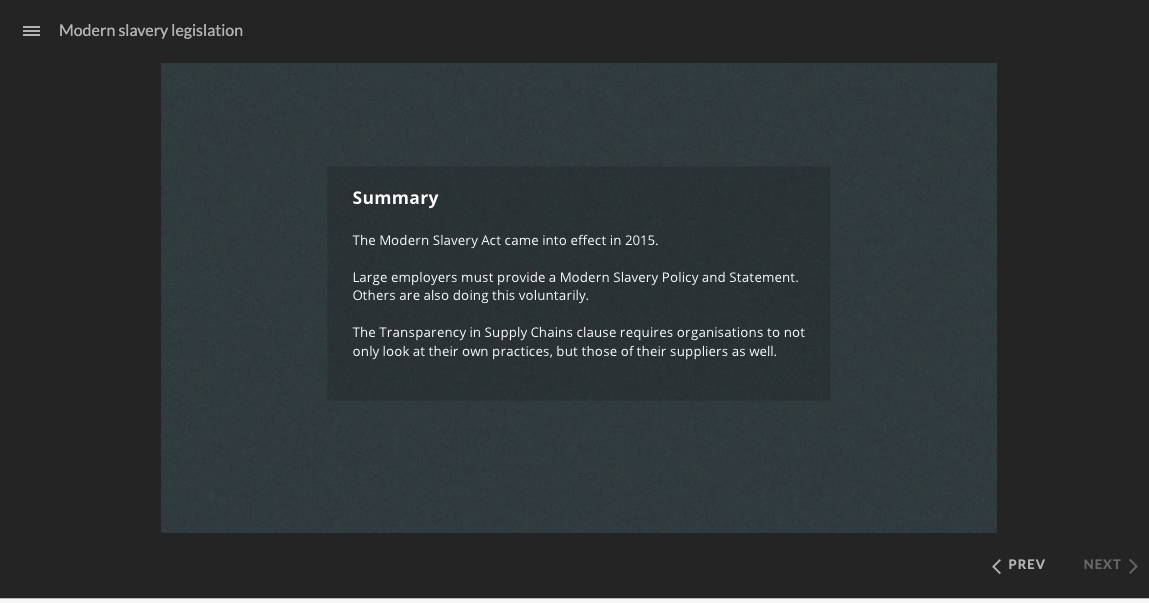 Modern slavery legislation
Summary
The Modern Slavery Act came into effect in 2015.
Large employers must provide a Modern Slavery Policy and Statement.
Others are also doing this voluntarily.
The Transparency in Supply Chains clause requires organisations to not
only look at their own practices, but those of their suppliers as well.
PREV NEXT